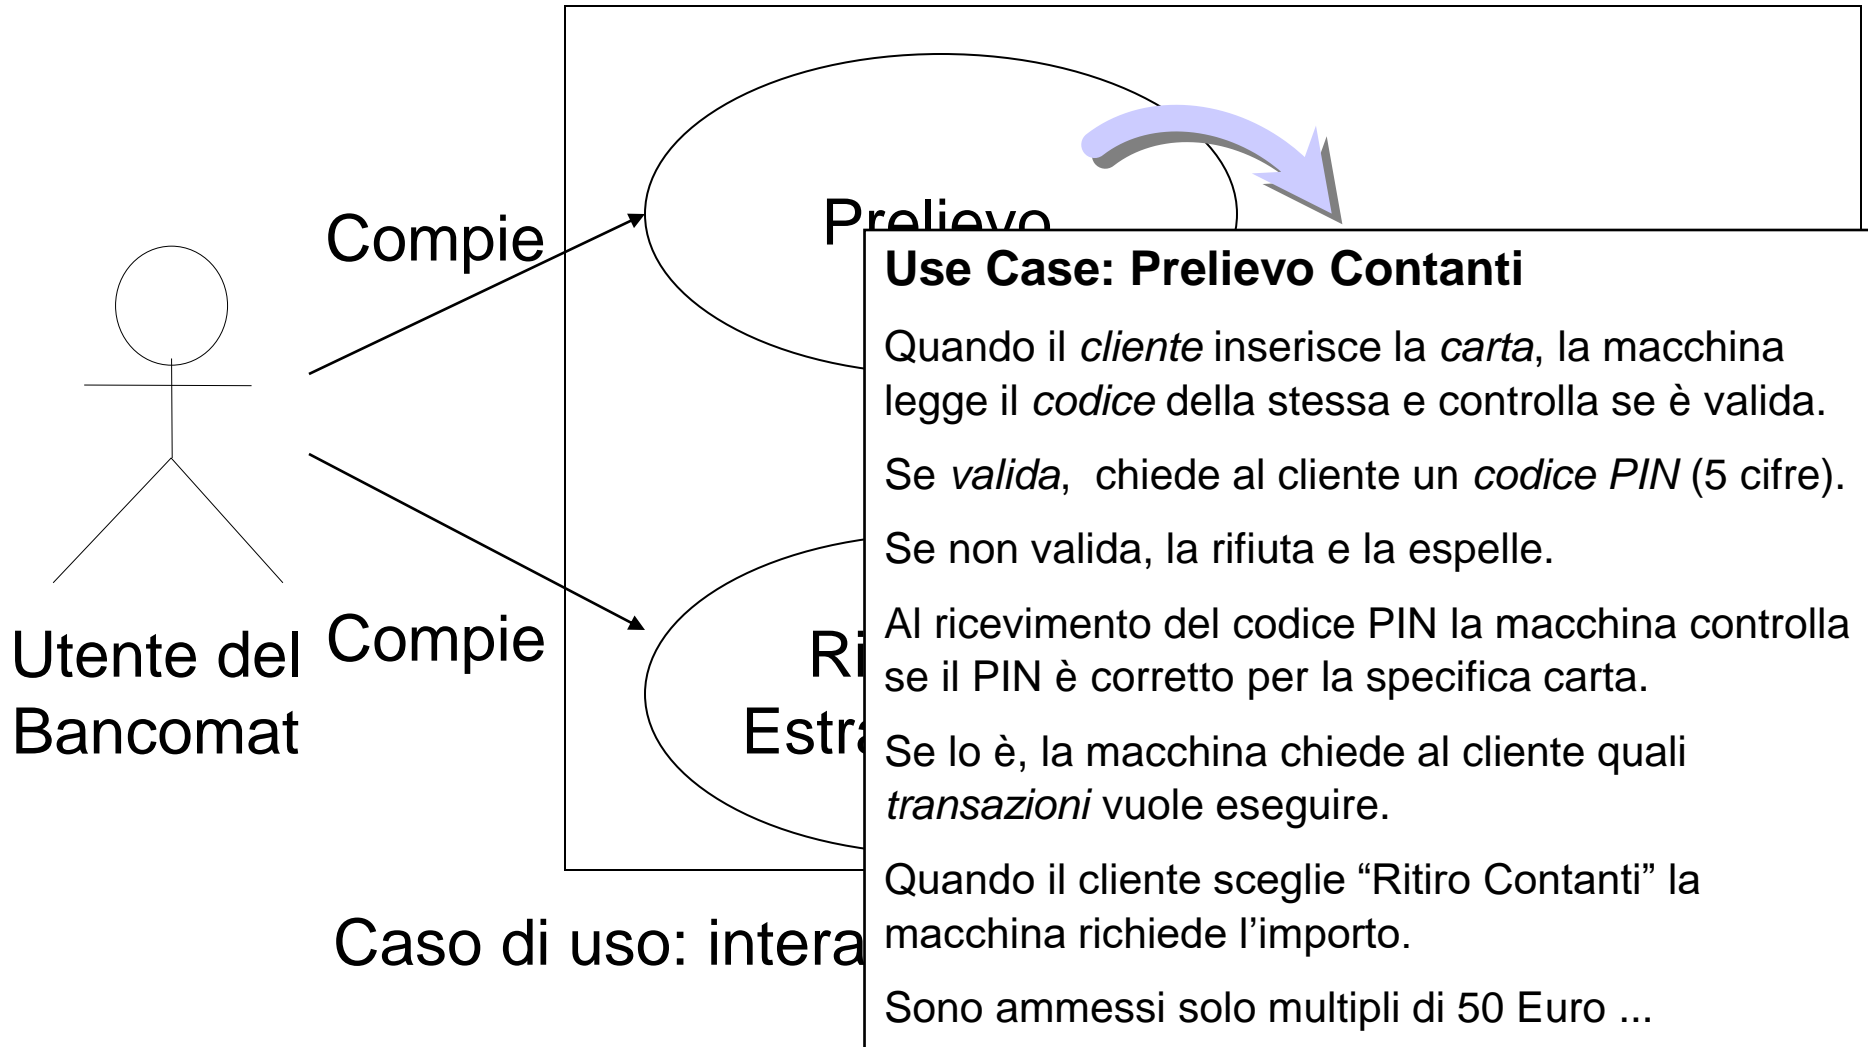 Compie
Prelievo
Utente del
Bancomat
Compie
Caso di uso:
Use Case: Prelievo Contanti
Quando il cliente inserisce la carta, la macchina
legge il codice della stessa e controlla se è valida.
Se valida, chiede al cliente un codice PIN (5 cifre).
Se non valida, la rifiuta e la espelle.
Al ricevimento del codice PIN la macchina controlla
se il PIN è corretto per la specifica carta.
Se lo è, la macchina chiede al cliente quali
transazioni vuole eseguire.
Quando il cliente sceglie “Ritiro Contanti” la
macchina richiede l’importo.
Sono ammessi solo multipli di 50 Euro ...